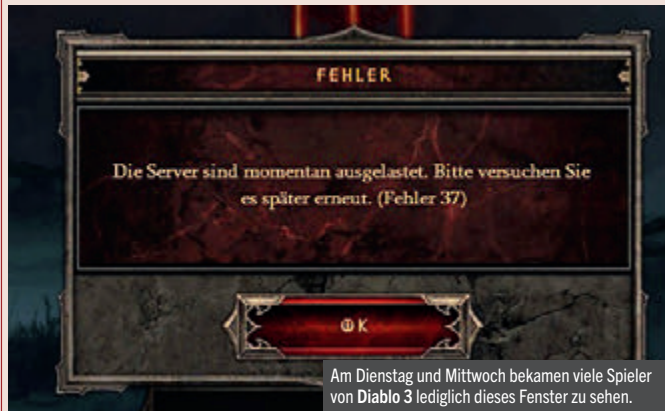 FEHLER
Die Server sind momentan ausgelastet. Bitte versuchen Sie
es später erneut. (Fehler 37)
OK
Am Dienstag und Mittwoch bekamen viele Spieler
von Diablo 3 lediglich dieses Fenster zu sehen.